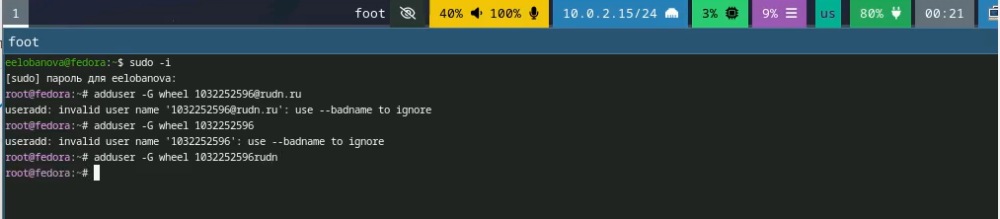 1 foot 40% 100% 10.0.2.15/24 3% 9% us 80% 00:21
foot
eelobanova@fedora:~$ sudo -i
[sudo] пароль для eelobanova:
root@fedora:~# adduser -G wheel 1032252596@rudn.ru
useradd: invalid user name '1032252596@rudn.ru': use --badname to ignore
root@fedora:~# adduser -G wheel 1032252596
useradd: invalid user name '1032252596': use --badname to ignore
root@fedora:~# adduser -G wheel 1032252596rudn
root@fedora:~#